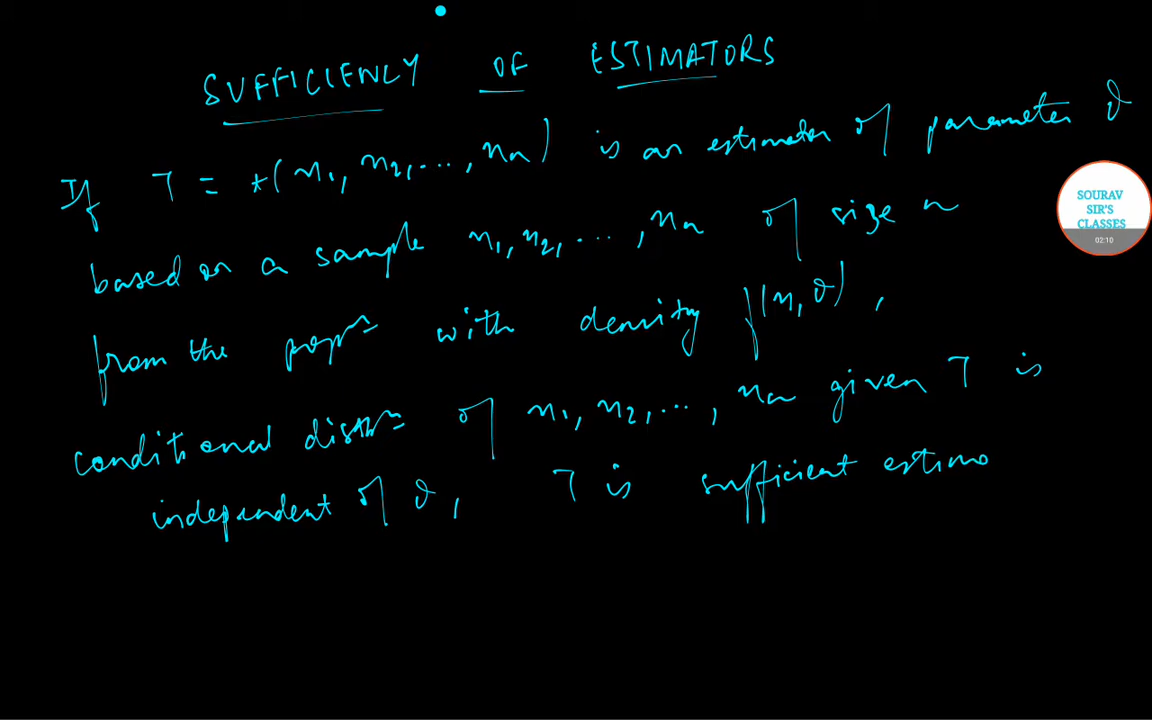 SUFFICIENLY OF ESTIMATORS
If T = t(x1, x2, ..., xn) is an estimator of parameter θ
based on a sample x1, x2, ..., xn of size n
from the popn with density f(x, θ),
conditional distn of x1, x2, ..., xn given T is
independent of θ, T is sufficient estimo
SOURAV
SIR'S
CLASSES
02:10